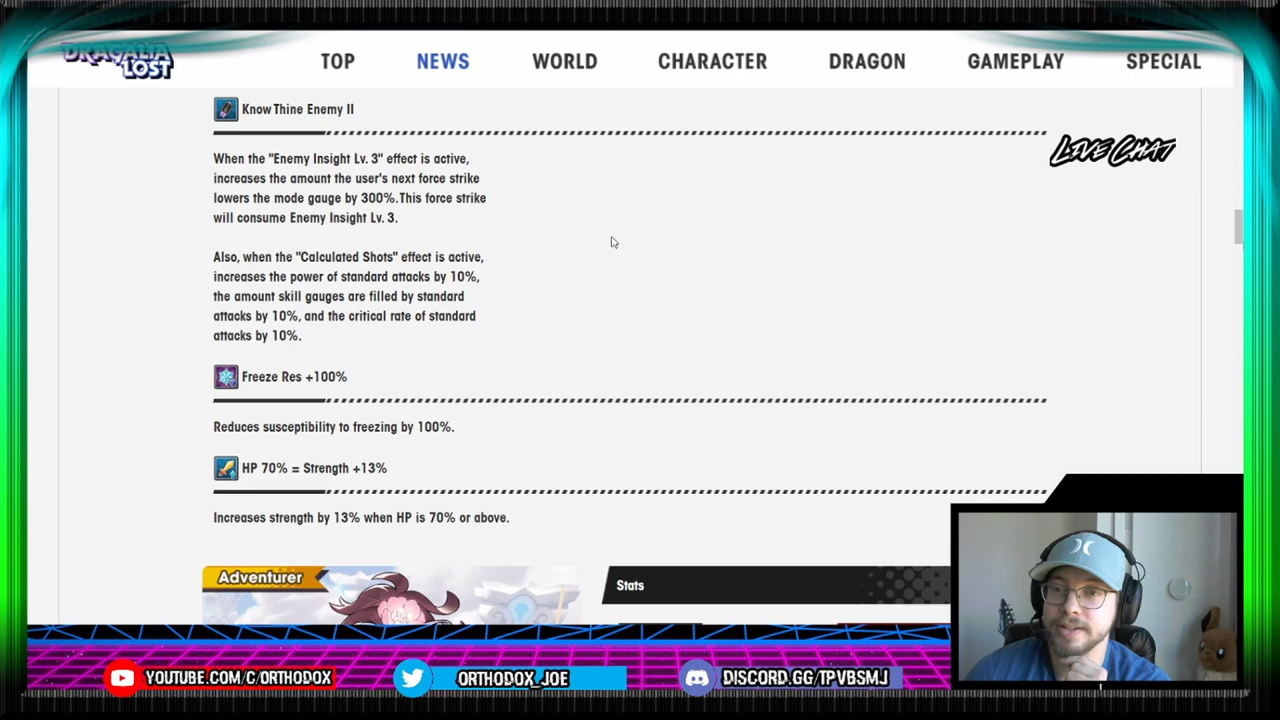 DRAGALIA
LOST
TOP NEWS WORLD CHARACTER DRAGON GAMEPLAY SPECIAL
Know Thine Enemy II
LIVE CHAT
When the "Enemy Insight Lv. 3" effect is active,
increases the amount the user's next force strike
lowers the mode gauge by 300%. This force strike
will consume Enemy Insight Lv. 3.
Also, when the "Calculated Shots" effect is active,
increases the power of standard attacks by 10%,
the amount skill gauges are filled by standard
attacks by 10%, and the critical rate of standard
attacks by 10%.
Freeze Res +100%
Reduces susceptibility to freezing by 100%.
HP 70% = Strength +13%
Increases strength by 13% when HP is 70% or above.
Adventurer
Stats
YOUTUBE.COM/C/ORTHODOX
ORTHODOX_JOE
DISCORD.GG/TPVBSMJ